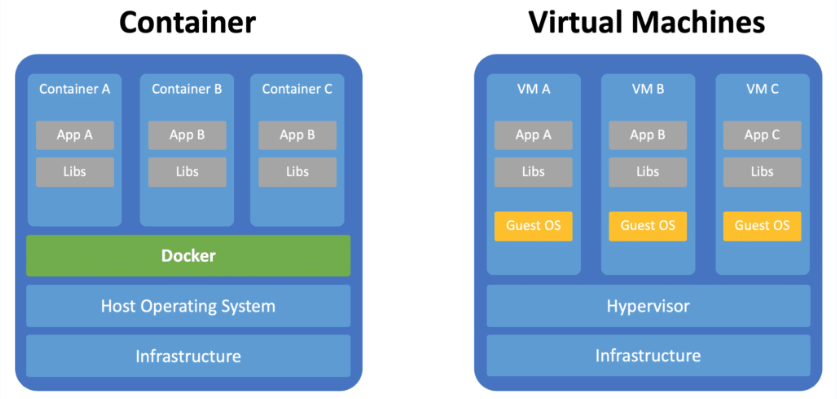 Container
Container A
Container B
Container C
App A
App B
App B
Libs
Libs
Libs
Docker
Host Operating System
Infrastructure
Virtual Machines
VM A
VM B
VM C
App A
App B
App C
Libs
Libs
Libs
Guest OS
Guest OS
Guest OS
Hypervisor
Infrastructure